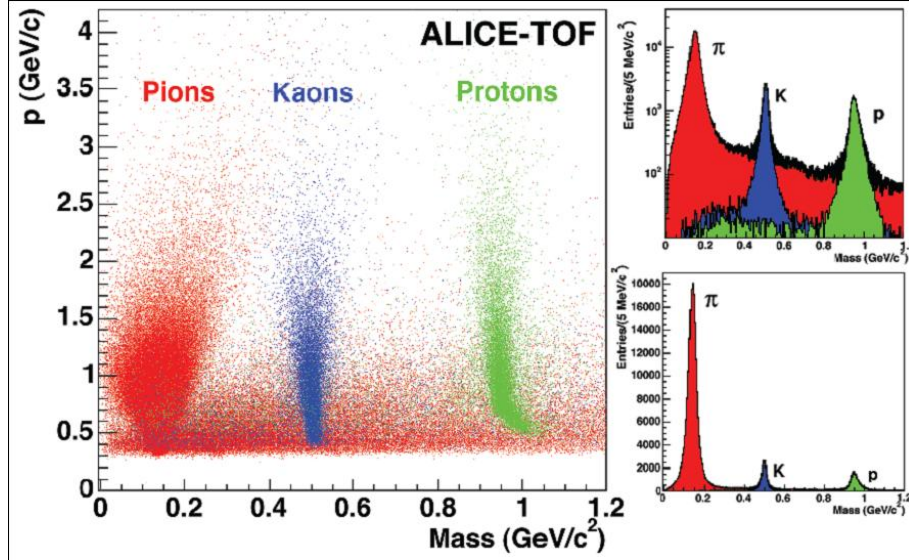 ALICE-TOF
Pions Kaons Protons
p (GeV/c)
4
3.5
3
2.5
2
1.5
1
0.5
0
0 0.2 0.4 0.6 0.8 1 1.2
Mass (GeV/c²)
Entries/(5 MeV/c²)
10⁴
10³
10²
π
K
p
0 0.2 0.4 0.6 0.8 1 1.2
Mass (GeV/c²)
Entries/(5 MeV/c²)
16000
14000
12000
10000
8000
6000
4000
2000
0
π
K
p
0 0.2 0.4 0.6 0.8 1 1.2
Mass (GeV/c²)